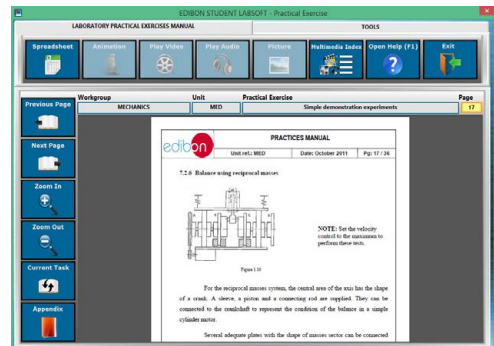 EDIBON STUDENT LABSOFT - Practical Exercise
LABORATORY PRACTICAL EXERCISES MANUAL
TOOLS
Spreadsheet
Animation
Play Video
Play Audio
Picture
Multimedia Index
Open Help (F1)
Exit
Workgroup
Unit
Practical Exercise
Page
MECHANICS
MED
Simple demonstration experiments
17
Previous Page
Next Page
Zoom In
Zoom Out
Current Task
Appendix
edibon
PRACTICES MANUAL
Unit ref.: MED
Date: October 2011
Pg: 17 / 36
7.2.6 Balance using reciprocal masses
NOTE: Set the velocity
control to the maximum to
perform these tests.
Figure 1.10
For the reciprocal masses system, the central area of the axis has the shape
of a crank. A sleeve, a piston and a connecting rod are supplied. They can be
connected to the crankshaft to represent the condition of the balance in a simple
cylinder motor.
Several adequate plates with the shape of masses sector can be connected